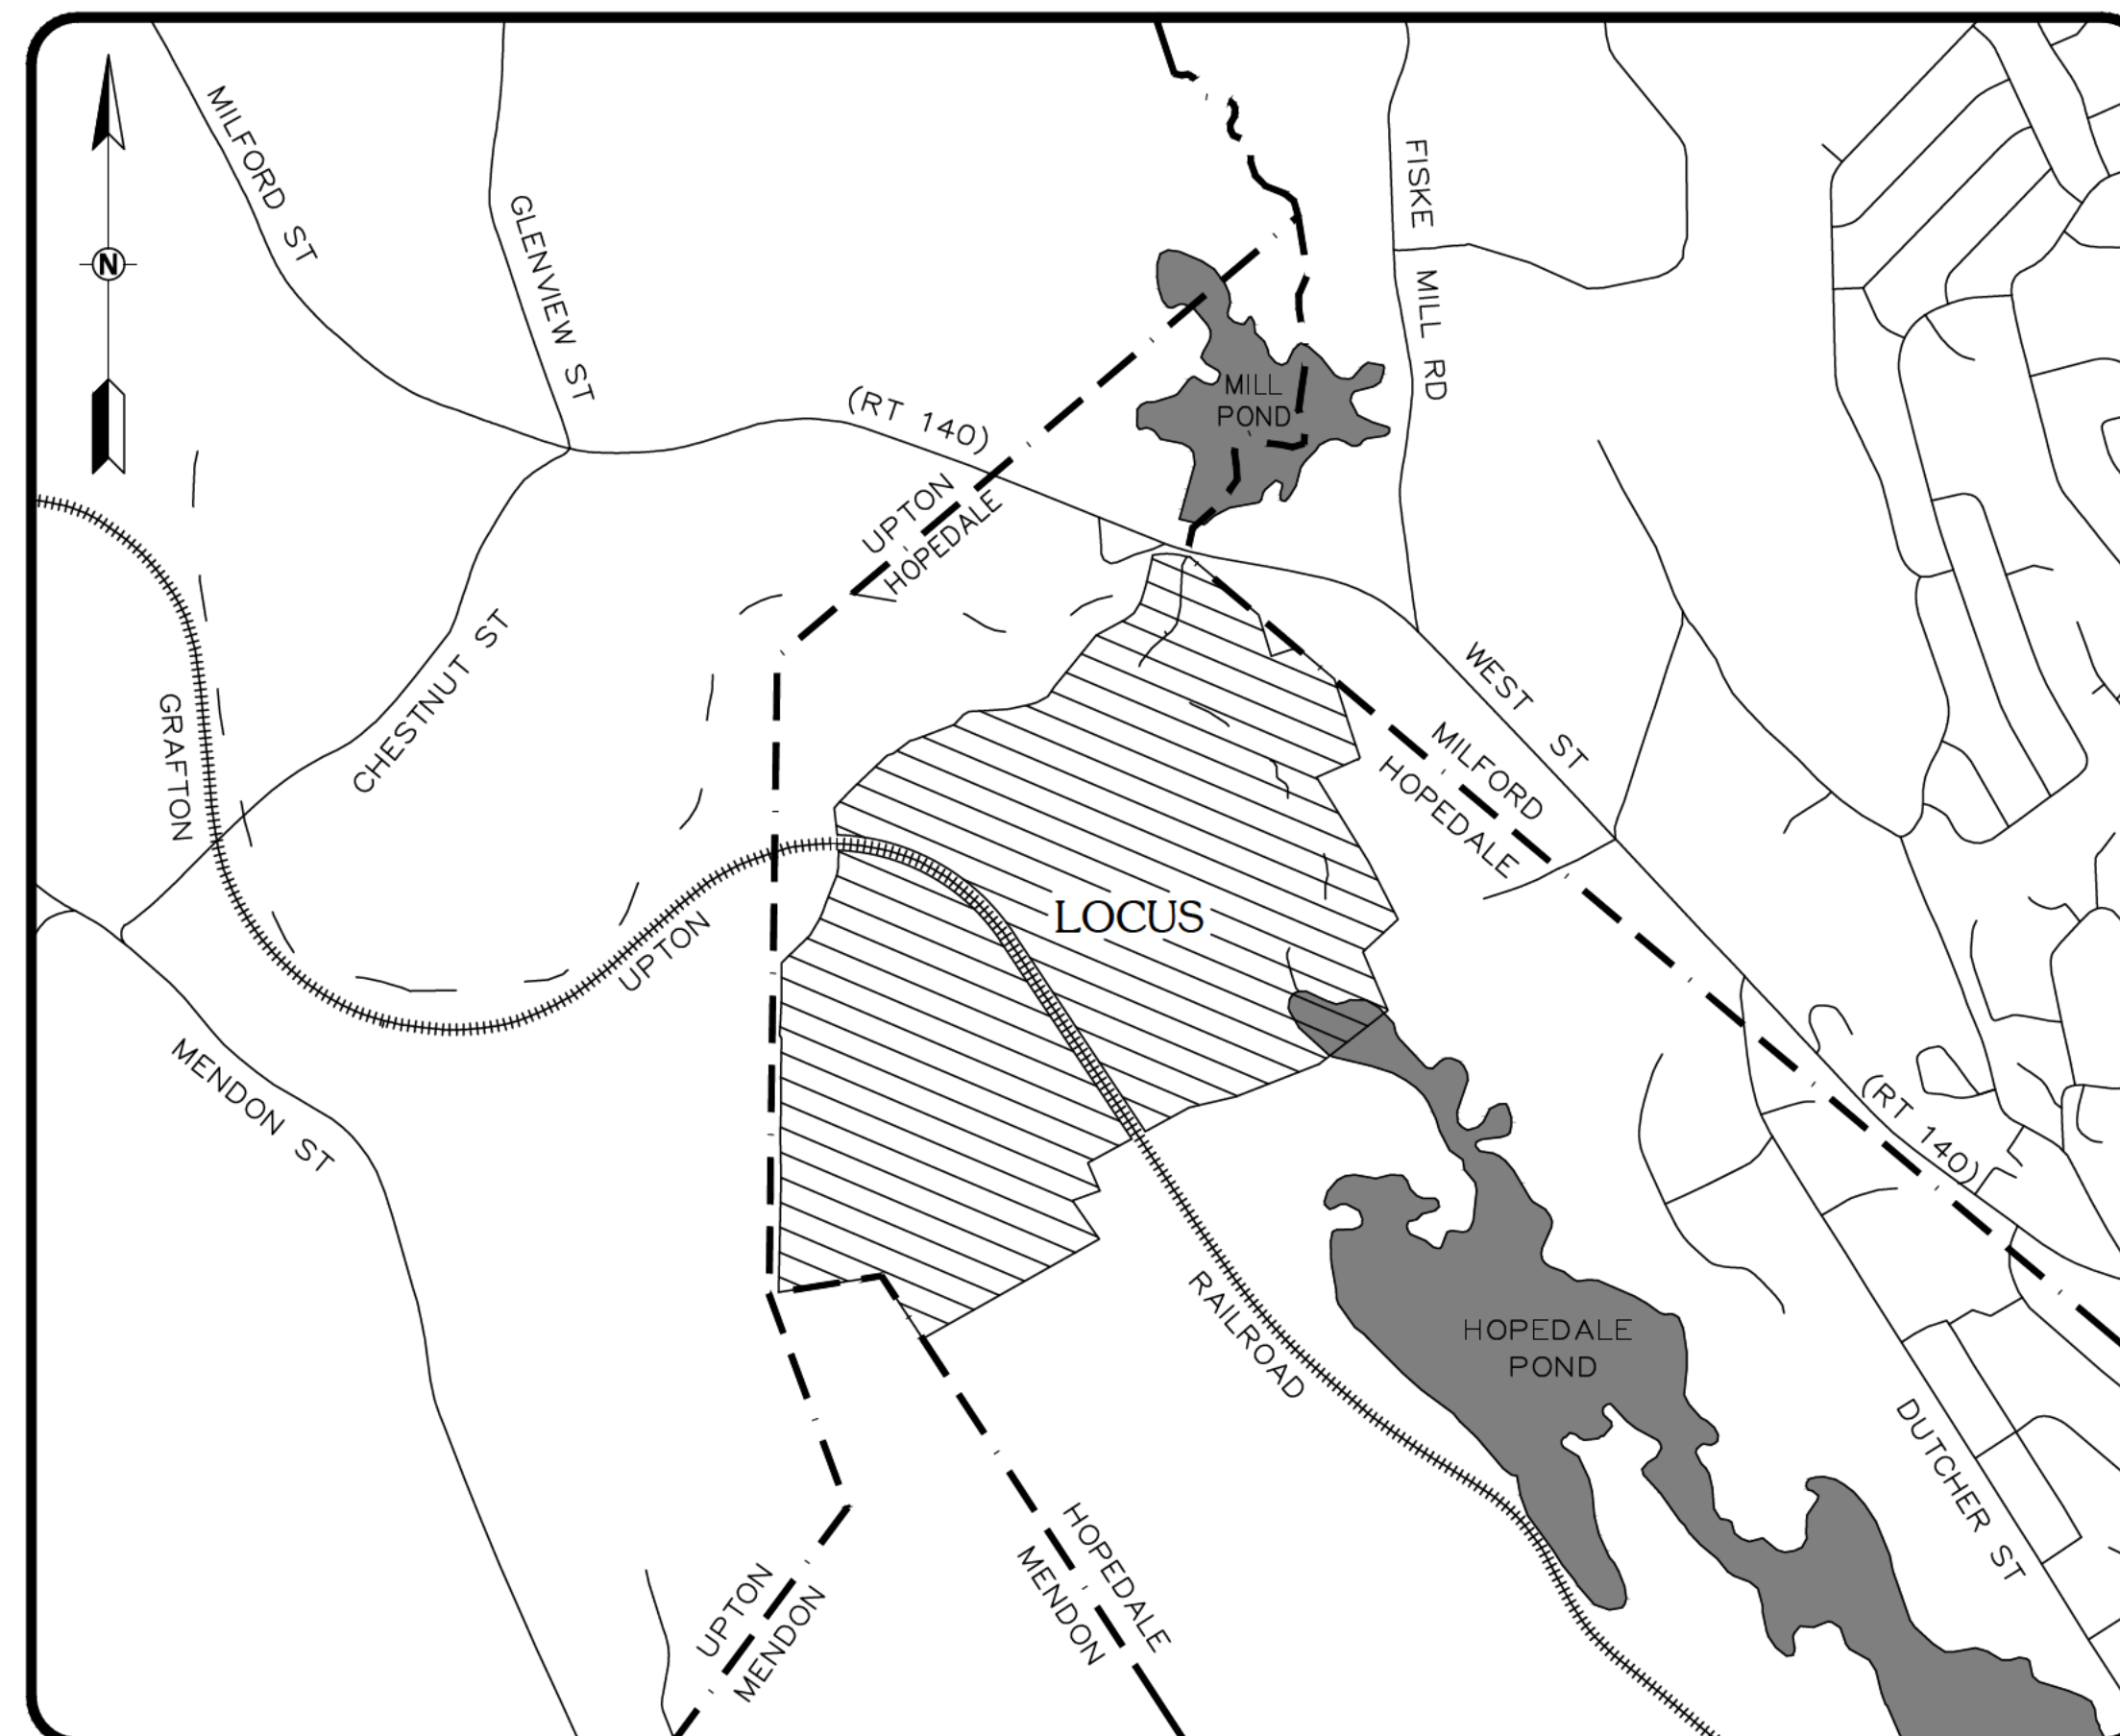 MILFORD ST
GLENVIEW ST
FISKE MILL RD
N
(RT 140)
MILL
POND
UPTON
HOPEDALE
CHESTNUT ST
WEST ST
GRAFTON
MILFORD
HOPEDALE
LOCUS
UPTON
MENDON ST
(RT 140)
RAILROAD
HOPEDALE
POND
DUTCHER ST
UPTON
MENDON
HOPEDALE
MENDON